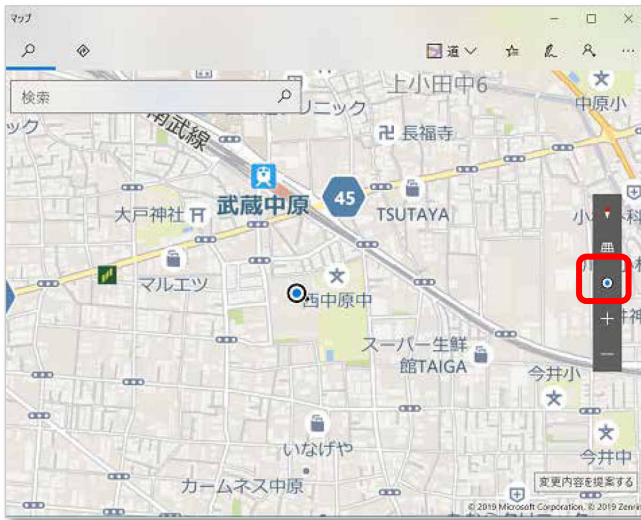 マップ
道
検索
上小田中6
中原小
リニック
ック
南武線
卍 長福寺
大戸神社
武蔵中原
45
TSUTAYA
マルエツ
西中原中
スーパー生鮮
館TAIGA
今井小
いなげや
今井中
カームネス中原
変更内容を提案する
© 2019 Microsoft Corporation, © 2019 Zenrin